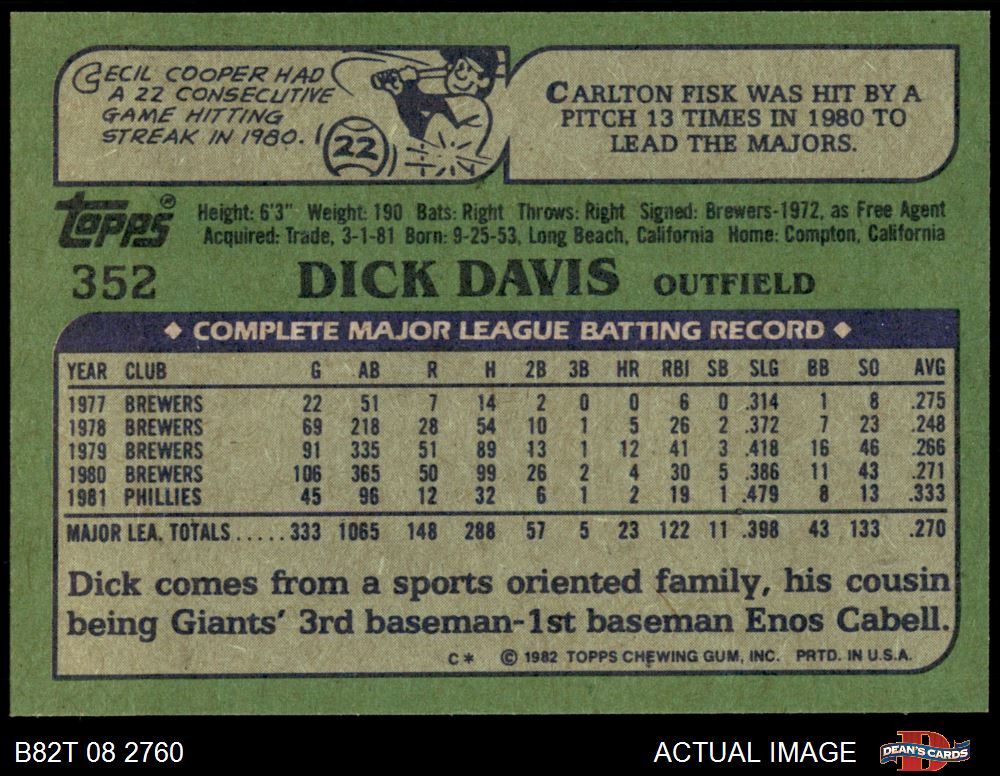 CECIL COOPER HAD
A 22 CONSECUTIVE
GAME HITTING
STREAK IN 1980.
22
CARLTON FISK WAS HIT BY A
PITCH 13 TIMES IN 1980 TO
LEAD THE MAJORS.
Topps®
Height: 6'3" Weight: 190 Bats: Right Throws: Right Signed: Brewers-1972, as Free Agent
Acquired: Trade, 3-1-81 Born: 9-25-53, Long Beach, California Home: Compton, California
352 DICK DAVIS OUTFIELD
◆ COMPLETE MAJOR LEAGUE BATTING RECORD ◆
YEAR CLUB G AB R H 2B 3B HR RBI SB SLG BB SO AVG
1977 BREWERS 22 51 7 14 2 0 0 6 0 .314 1 8 .275
1978 BREWERS 69 218 28 54 10 1 5 26 2 .372 7 23 .248
1979 BREWERS 91 335 51 89 13 1 12 41 3 .418 16 46 .266
1980 BREWERS 106 365 50 99 26 2 4 30 5 .386 11 43 .271
1981 PHILLIES 45 96 12 32 6 1 2 19 1 .479 8 13 .333
MAJOR LEA. TOTALS.....333 1065 148 288 57 5 23 122 11 .398 43 133 .270
Dick comes from a sports oriented family, his cousin
being Giants' 3rd baseman-1st baseman Enos Cabell.
C* © 1982 TOPPS CHEWING GUM, INC. PRTD. IN U.S.A.
B82T 08 2760 ACTUAL IMAGE DEAN'S CARDS